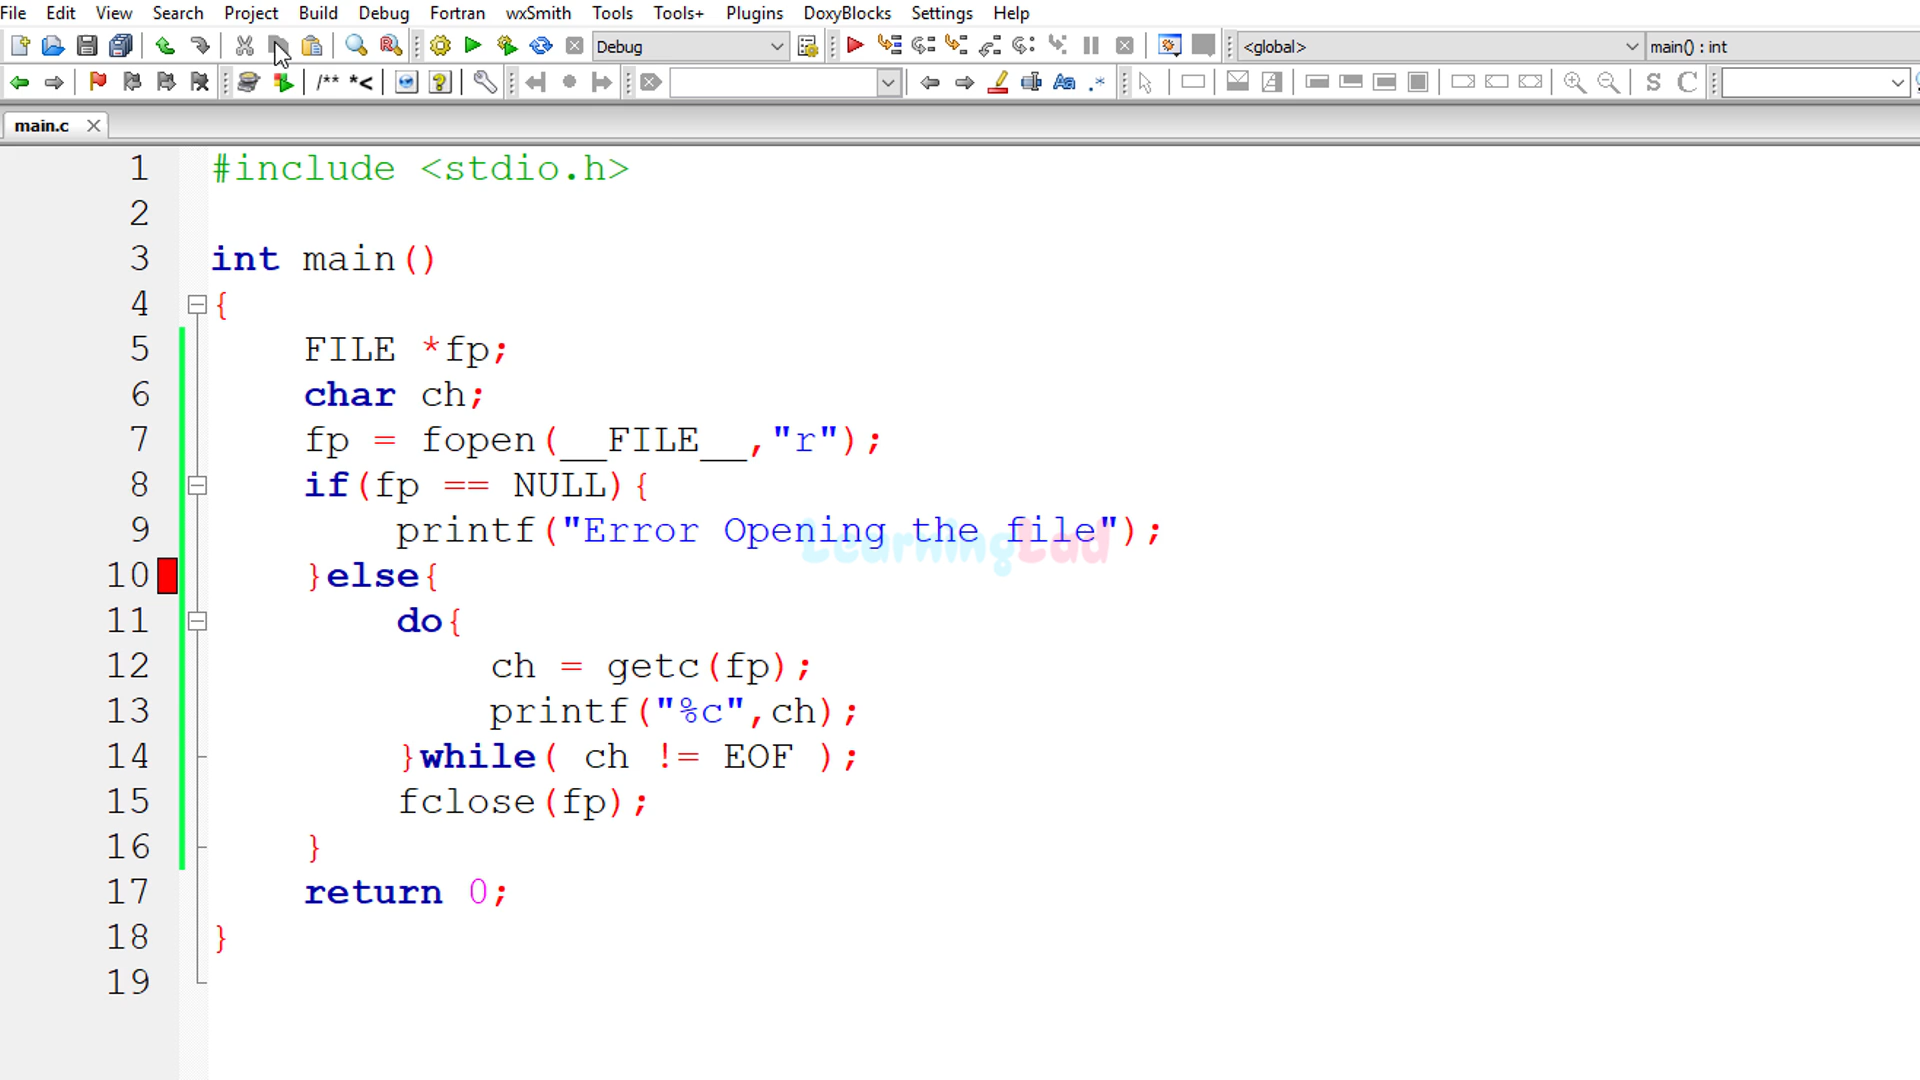 File Edit View Search Project Build Debug Fortran wxSmith Tools Tools+ Plugins DoxyBlocks Settings Help
Debug <global> main() : int
/** *< Aa .* S C
main.c
1 #include <stdio.h>
2
3 int main()
4 {
5 FILE *fp;
6 char ch;
7 fp = fopen(__FILE__,"r");
8 if(fp == NULL){
9 printf("Error Opening the file");
LearningLad
10 }else{
11 do{
12 ch = getc(fp);
13 printf("%c",ch);
14 }while( ch != EOF );
15 fclose(fp);
16 }
17 return 0;
18 }
19